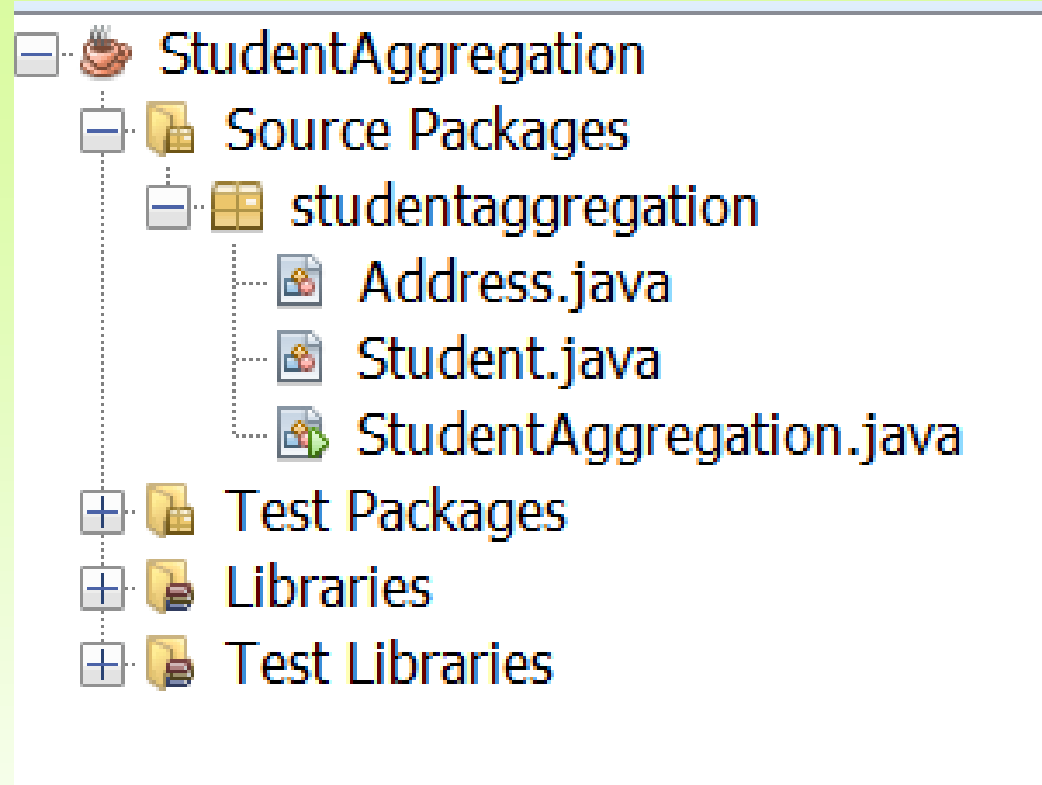 StudentAggregation
Source Packages
studentaggregation
Address.java
Student.java
StudentAggregation.java
Test Packages
Libraries
Test Libraries